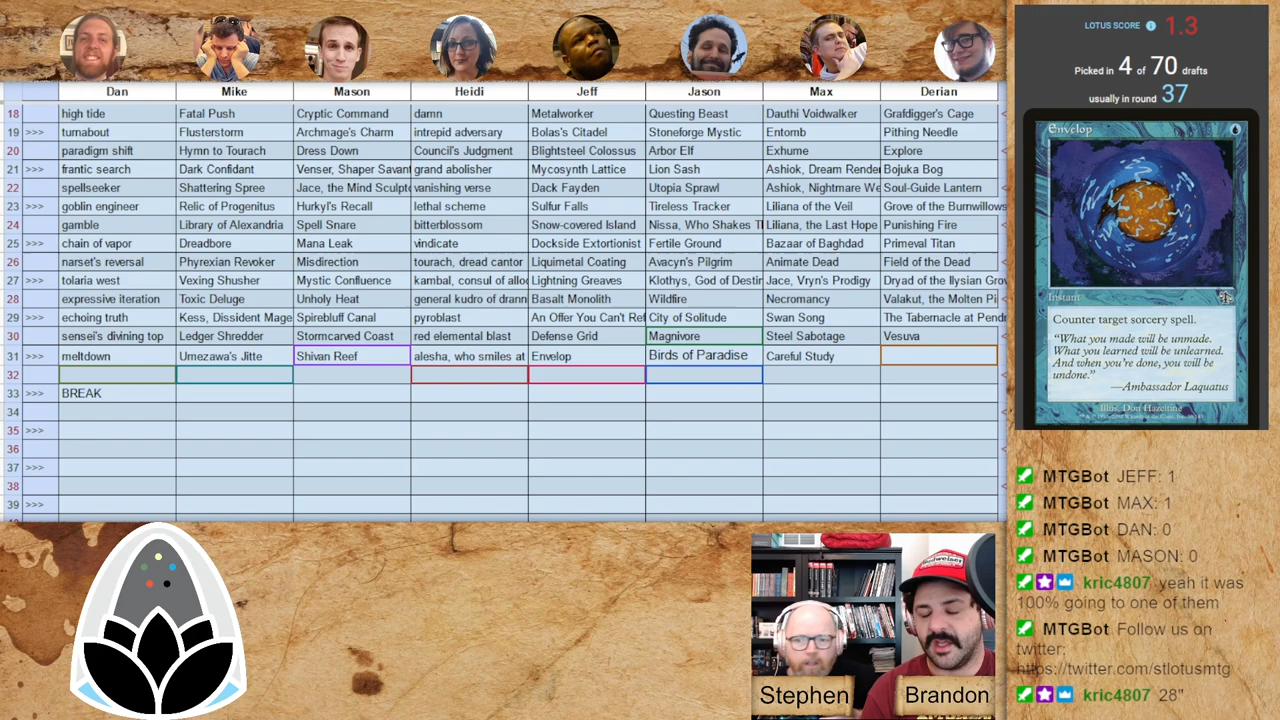 LOTUS SCORE 1.3
Picked in 4 of 70 drafts
usually in round 37
Dan Mike Mason Heidi Jeff Jason Max Derian
18 high tide Fatal Push Cryptic Command damn Metalworker Questing Beast Dauthi Voidwalker Grafdigger's Cage
19 >>> turnabout Flusterstorm Archmage's Charm intrepid adversary Bolas's Citadel Stoneforge Mystic Entomb Pithing Needle
20 paradigm shift Hymn to Tourach Dress Down Council's Judgment Blightsteel Colossus Arbor Elf Exhume Explore
21 >>> frantic search Dark Confidant Venser, Shaper Savant grand abolisher Mycosynth Lattice Lion Sash Ashiok, Dream Render Bojuka Bog
22 spellseeker Shattering Spree Jace, the Mind Sculpto vanishing verse Dack Fayden Utopia Sprawl Ashiok, Nightmare We Soul-Guide Lantern
23 >>> goblin engineer Relic of Progenitus Hurkyl's Recall lethal scheme Sulfur Falls Tireless Tracker Liliana of the Veil Grove of the Burnwillows
24 gamble Library of Alexandria Spell Snare bitterblossom Snow-covered Island Nissa, Who Shakes T Liliana, the Last Hope Punishing Fire
25 >>> chain of vapor Dreadbore Mana Leak vindicate Dockside Extortionist Fertile Ground Bazaar of Baghdad Primeval Titan
26 narset's reversal Phyrexian Revoker Misdirection tourach, dread cantor Liquimetal Coating Avacyn's Pilgrim Animate Dead Field of the Dead
27 >>> tolaria west Vexing Shusher Mystic Confluence kambal, consul of alloc Lightning Greaves Klothys, God of Destin Jace, Vryn's Prodigy Dryad of the Ilysian Grov
28 expressive iteration Toxic Deluge Unholy Heat general kudro of drann Basalt Monolith Wildfire Necromancy Valakut, the Molten Pi
29 >>> echoing truth Kess, Dissident Mage Spirebluff Canal pyroblast An Offer You Can't Ref City of Solitude Swan Song The Tabernacle at Pendr
30 sensei's divining top Ledger Shredder Stormcarved Coast red elemental blast Defense Grid Magnivore Steel Sabotage Vesuva
31 >>> meltdown Umezawa's Jitte Shivan Reef alesha, who smiles at Envelop Birds of Paradise Careful Study
32
33 >>> BREAK
34
35 >>>
36
37 >>>
38
39 >>>
Envelop
Instant
Counter target sorcery spell.
"What you made will be unmade.
What you learned will be unlearned.
And when you're done, you will be
undone."
—Ambassador Laquatus
Illus. Don Hazeltine
MTGBot JEFF: 1
MTGBot MAX: 1
MTGBot DAN: 0
MTGBot MASON: 0
kric4807 yeah it was
100% going to one of them
MTGBot Follow us on
twitter:
https://twitter.com/stlotusmtg
kric4807 28"
Budweiser
Stephen
Brandon